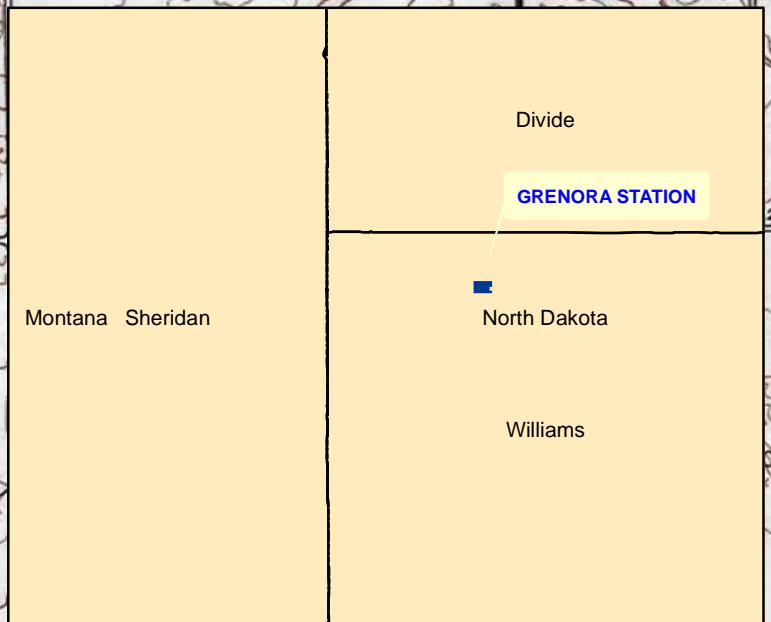 Divide
GRENORA STATION
Montana Sheridan
North Dakota
Williams